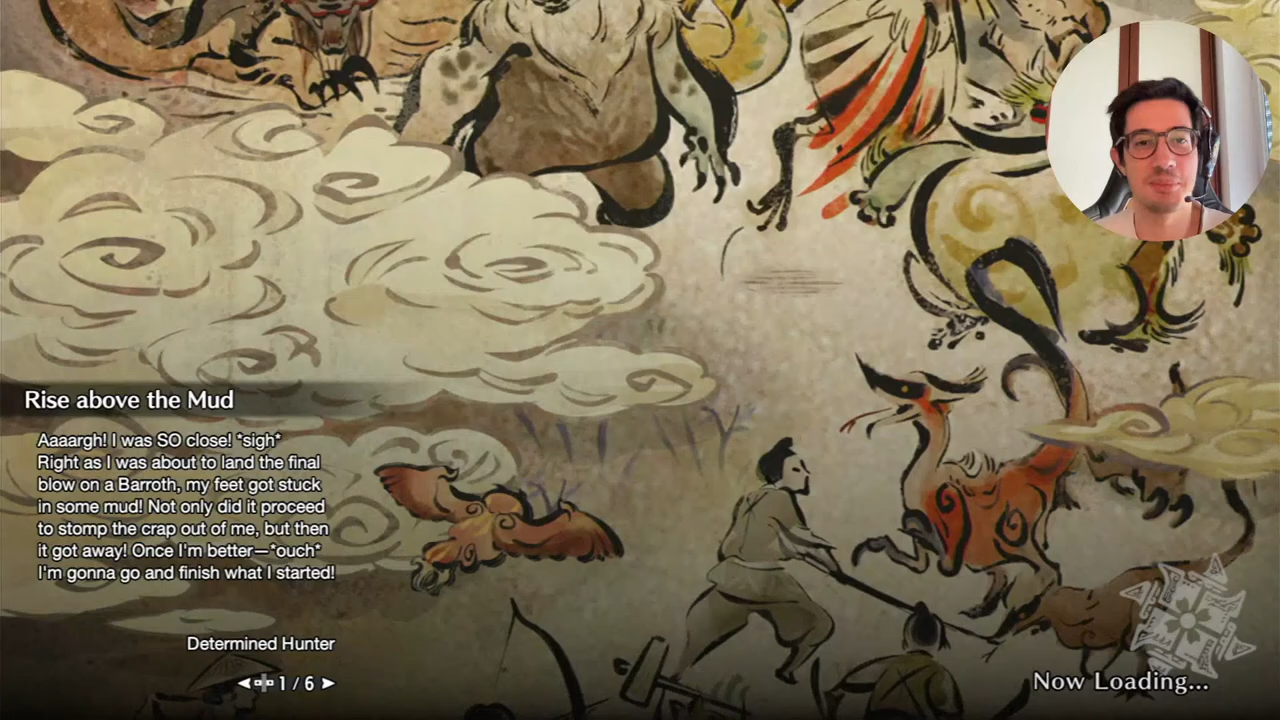 Rise above the Mud
Aaaargh! I was SO close! *sigh*
Right as I was about to land the final
blow on a Barroth, my feet got stuck
in some mud! Not only did it proceed
to stomp the crap out of me, but then
it got away! Once I'm better—*ouch*
I'm gonna go and finish what I started!
Determined Hunter
1 / 6
Now Loading...